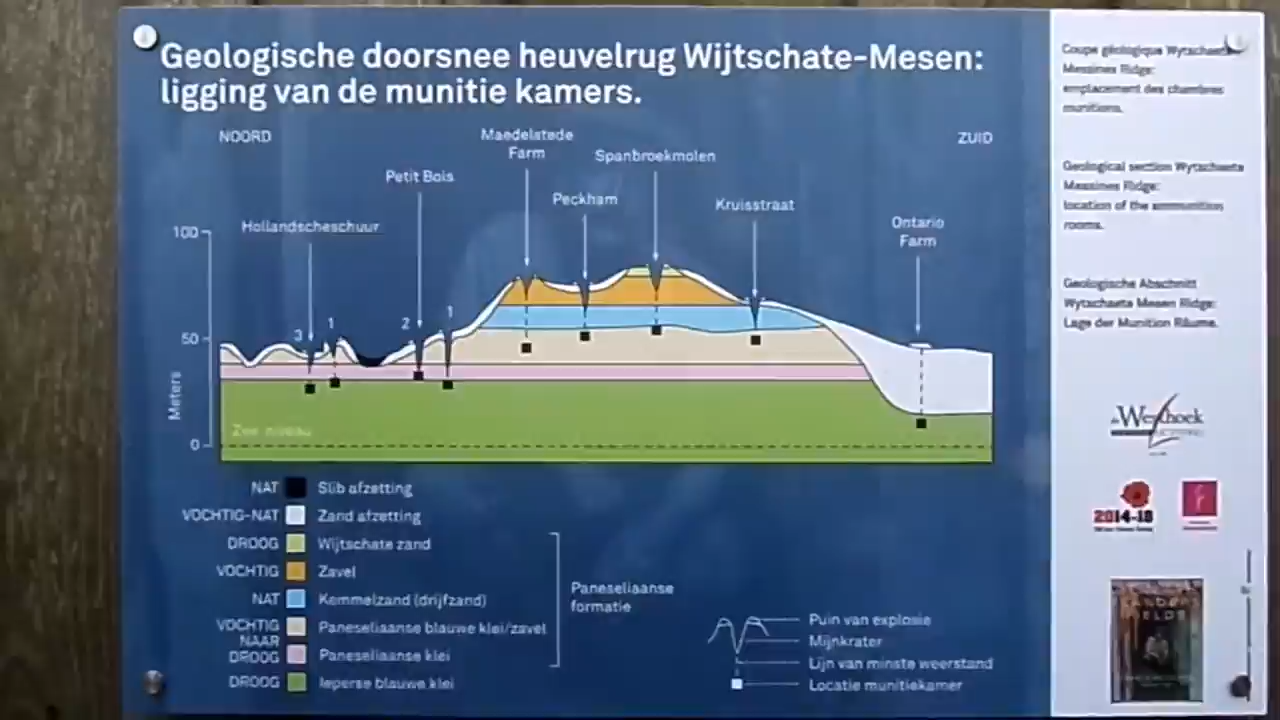 Geologische doorsnee heuvelrug Wijtschate-Mesen:
ligging van de munitie kamers.
NOORD
ZUID
Maedelstede
Farm
Spanbroekmolen
Petit Bois
Peckham
Kruisstraat
Hollandscheschuur
Ontario
Farm
100
50
0
Meters
3
1
2
1
Zee niveau
NAT Slib afzetting
VOCHTIG-NAT Zand afzetting
DROOG Wijtschate zand
VOCHTIG Zavel
NAT Kemmelzand (drijfzand)
VOCHTIG
NAAR
DROOG
Paneseliaanse blauwe klei/zavel
Paneseliaanse klei
DROOG Ieperse blauwe klei
Paneseliaanse
formatie
Puin van explosie
Mijnkrater
Lijn van minste weerstand
Locatie munitiekamer
Coupe géologique Wytschaete
Messines Ridge:
emplacement des chambres
munitions.
Geological section Wytschaete
Messines Ridge:
location of the ammunition
rooms.
Geologische Abschnitt
Wytschaete Mesen Ridge:
Lage der Munition Räume.
de Westhoek
2014-18